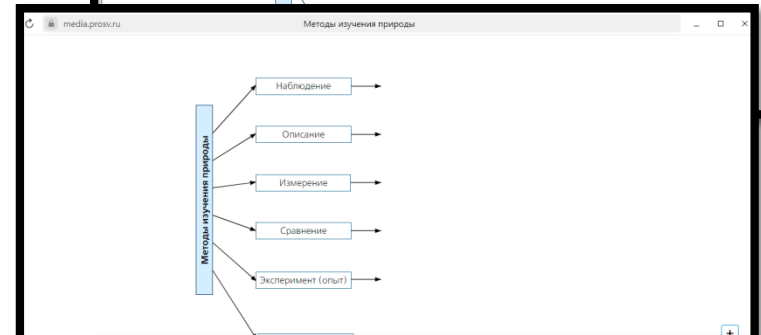 media.prosv.ru
Методы изучения природы
Наблюдение
Описание
Измерение
Сравнение
Эксперимент (опыт)
Методы изучения природы
+